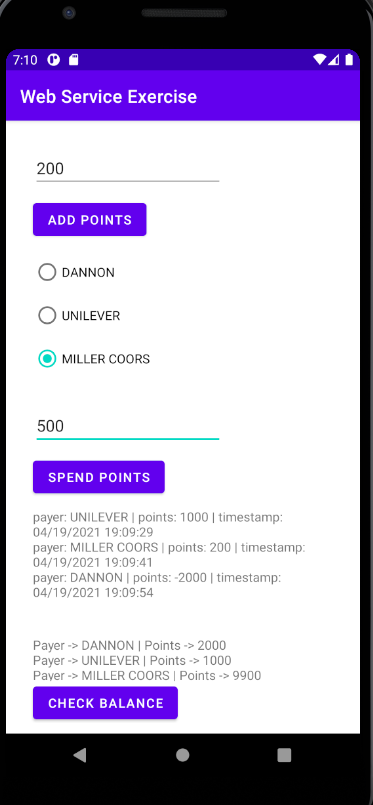 7:10
Web Service Exercise
200
ADD POINTS
DANNON
UNILEVER
MILLER COORS
500
SPEND POINTS
payer: UNILEVER | points: 1000 | timestamp:
04/19/2021 19:09:29
payer: MILLER COORS | points: 200 | timestamp:
04/19/2021 19:09:41
payer: DANNON | points: -2000 | timestamp:
04/19/2021 19:09:54
Payer -> DANNON | Points -> 2000
Payer -> UNILEVER | Points -> 1000
Payer -> MILLER COORS | Points -> 9900
CHECK BALANCE